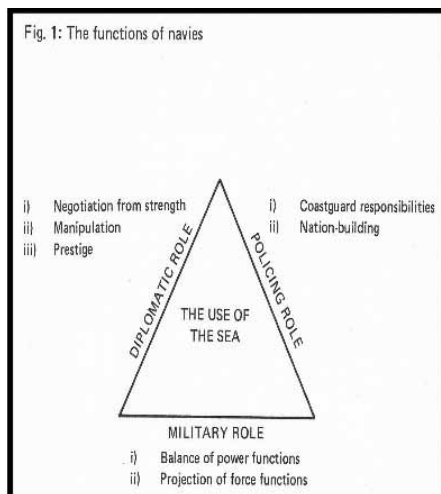 Fig. 1: The functions of navies
i) Negotiation from strength
ii) Manipulation
iii) Prestige
i) Coastguard responsibilities
ii) Nation-building
DIPLOMATIC ROLE
POLICING ROLE
THE USE OF
THE SEA
MILITARY ROLE
i) Balance of power functions
ii) Projection of force functions